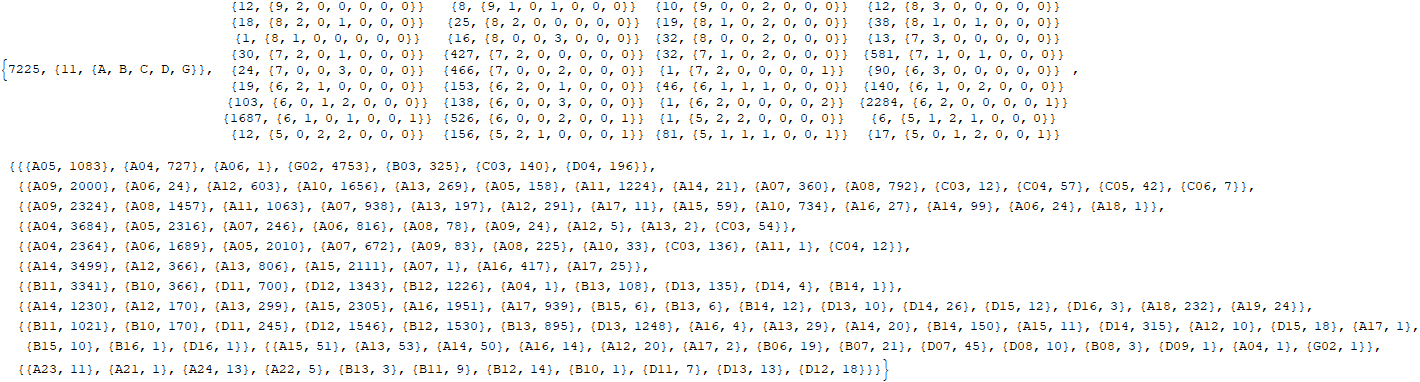 {12, {9, 2, 0, 0, 0, 0, 0}} {8, {9, 1, 0, 1, 0, 0, 0}} {10, {9, 0, 0, 2, 0, 0, 0}} {12, {8, 3, 0, 0, 0, 0, 0}}
{18, {8, 2, 0, 1, 0, 0, 0}} {25, {8, 2, 0, 0, 0, 0, 0}} {19, {8, 1, 0, 2, 0, 0, 0}} {38, {8, 1, 0, 1, 0, 0, 0}}
{1, {8, 1, 0, 0, 0, 0, 0}} {16, {8, 0, 0, 3, 0, 0, 0}} {32, {8, 0, 0, 2, 0, 0, 0}} {13, {7, 3, 0, 0, 0, 0, 0}}
{30, {7, 2, 0, 1, 0, 0, 0}} {427, {7, 2, 0, 0, 0, 0, 0}} {32, {7, 1, 0, 2, 0, 0, 0}} {581, {7, 1, 0, 1, 0, 0, 0}}
{7225, {11, {A, B, C, D, G}}, {24, {7, 0, 0, 3, 0, 0, 0}} {466, {7, 0, 0, 2, 0, 0, 0}} {1, {7, 2, 0, 0, 0, 0, 1}} {90, {6, 3, 0, 0, 0, 0, 0}} ,
{19, {6, 2, 1, 0, 0, 0, 0}} {153, {6, 2, 0, 1, 0, 0, 0}} {46, {6, 1, 1, 1, 0, 0, 0}} {140, {6, 1, 0, 2, 0, 0, 0}}
{103, {6, 0, 1, 2, 0, 0, 0}} {138, {6, 0, 0, 3, 0, 0, 0}} {1, {6, 2, 0, 0, 0, 0, 2}} {2284, {6, 2, 0, 0, 0, 0, 1}}
{1687, {6, 1, 0, 1, 0, 0, 1}} {526, {6, 0, 0, 2, 0, 0, 1}} {1, {5, 2, 2, 0, 0, 0, 0}} {6, {5, 1, 2, 1, 0, 0, 0}}
{12, {5, 0, 2, 2, 0, 0, 0}} {156, {5, 2, 1, 0, 0, 0, 1}} {81, {5, 1, 1, 1, 0, 0, 1}} {17, {5, 0, 1, 2, 0, 0, 1}}
{{{A05, 1083}, {A04, 727}, {A06, 1}, {G02, 4753}, {B03, 325}, {C03, 140}, {D04, 196}},
{{A09, 2000}, {A06, 24}, {A12, 603}, {A10, 1656}, {A13, 269}, {A05, 158}, {A11, 1224}, {A14, 21}, {A07, 360}, {A08, 792}, {C03, 12}, {C04, 57}, {C05, 42}, {C06, 7}},
{{A09, 2324}, {A08, 1457}, {A11, 1063}, {A07, 938}, {A13, 197}, {A12, 291}, {A17, 11}, {A15, 59}, {A10, 734}, {A16, 27}, {A14, 99}, {A06, 24}, {A18, 1}},
{{A04, 3684}, {A05, 2316}, {A07, 246}, {A06, 816}, {A08, 78}, {A09, 24}, {A12, 5}, {A13, 2}, {C03, 54}},
{{A04, 2364}, {A06, 1689}, {A05, 2010}, {A07, 672}, {A09, 83}, {A08, 225}, {A10, 33}, {C03, 136}, {A11, 1}, {C04, 12}},
{{A14, 3499}, {A12, 366}, {A13, 806}, {A15, 2111}, {A07, 1}, {A16, 417}, {A17, 25}},
{{B11, 3341}, {B10, 366}, {D11, 700}, {D12, 1343}, {B12, 1226}, {A04, 1}, {B13, 108}, {D13, 135}, {D14, 4}, {B14, 1}},
{{A14, 1230}, {A12, 170}, {A13, 299}, {A15, 2305}, {A16, 1951}, {A17, 939}, {B15, 6}, {B13, 6}, {B14, 12}, {D13, 10}, {D14, 26}, {D15, 12}, {D16, 3}, {A18, 232}, {A19, 24}},
{{B11, 1021}, {B10, 170}, {D11, 245}, {D12, 1546}, {B12, 1530}, {B13, 895}, {D13, 1248}, {A16, 4}, {A13, 29}, {A14, 20}, {B14, 150}, {A15, 11}, {D14, 315}, {A12, 10}, {D15, 18}, {A17, 1},
{B15, 10}, {B16, 1}, {D16, 1}}, {{A15, 51}, {A13, 53}, {A14, 50}, {A16, 14}, {A12, 20}, {A17, 2}, {B06, 19}, {B07, 21}, {D07, 45}, {D08, 10}, {B08, 3}, {D09, 1}, {A04, 1}, {G02, 1}},
{{A23, 11}, {A21, 1}, {A24, 13}, {A22, 5}, {B13, 3}, {B11, 9}, {B12, 14}, {B10, 1}, {D11, 7}, {D13, 13}, {D12, 18}}}}